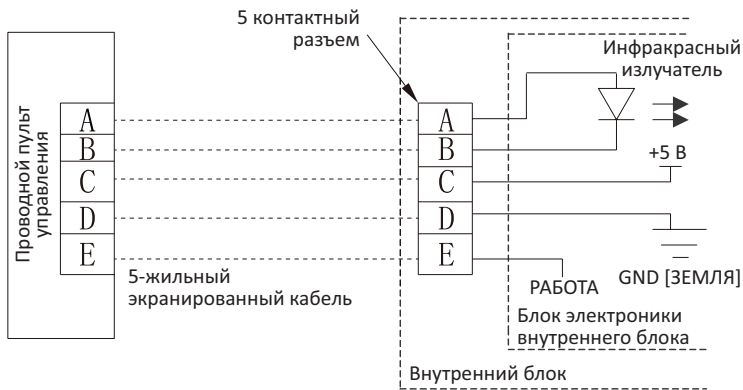 5 контактный
разъем
Инфракрасный
излучатель
Проводной пульт
управления
A
B
C
D
E
A
B
C
D
E
+5 В
5-жильный
экранированный кабель
РАБОТА
GND [ЗЕМЛЯ]
Блок электроники
внутреннего блока
Внутренний блок